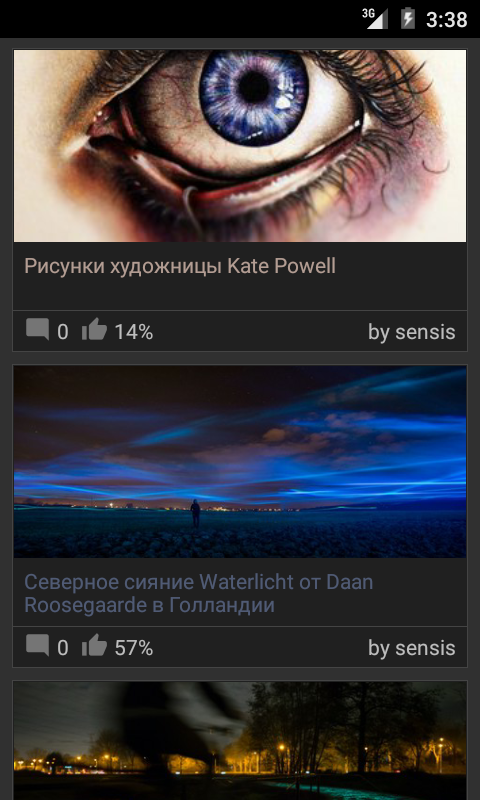 3G 3:38
Рисунки художницы Kate Powell
0 14% by sensis
Северное сияние Waterlicht от Daan
Roosegaarde в Голландии
0 57% by sensis